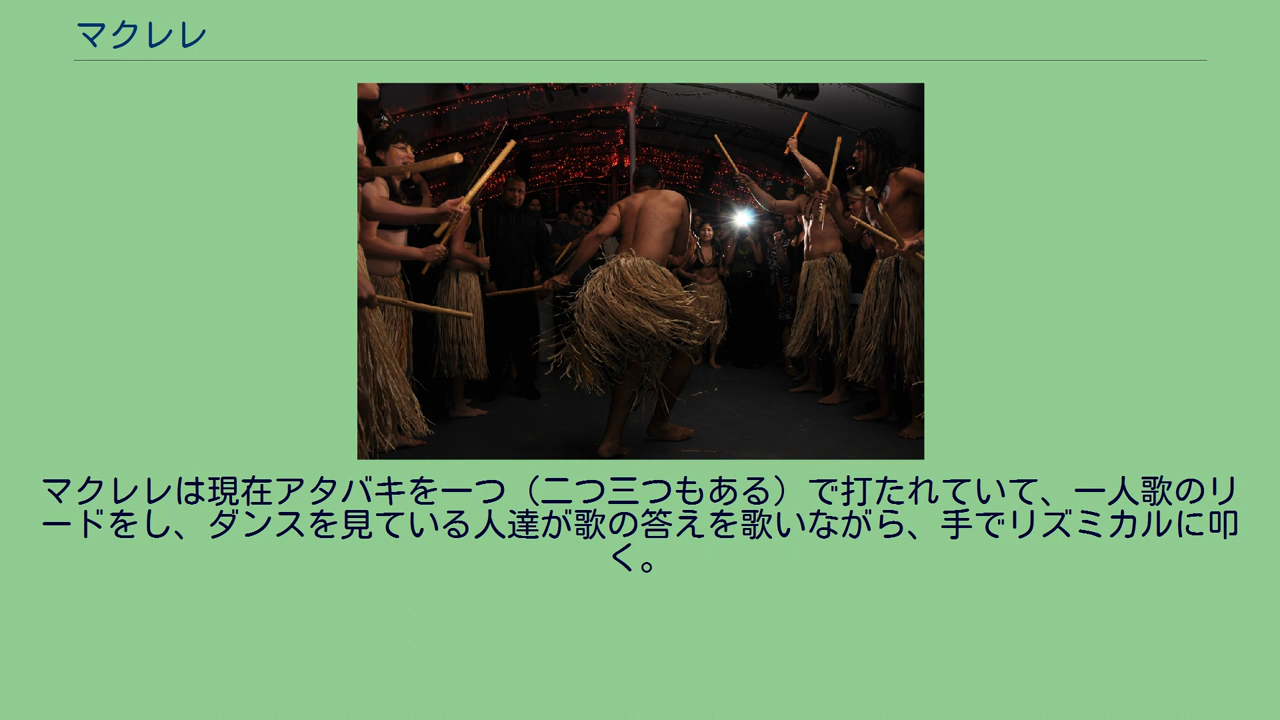 マクレレ
マクレレは現在アタバキを一つ（二つ三つもある）で打たれていて、一人歌のリ
ードをし、ダンスを見ている人達が歌の答えを歌いながら、手でリズミカルに叩
く。